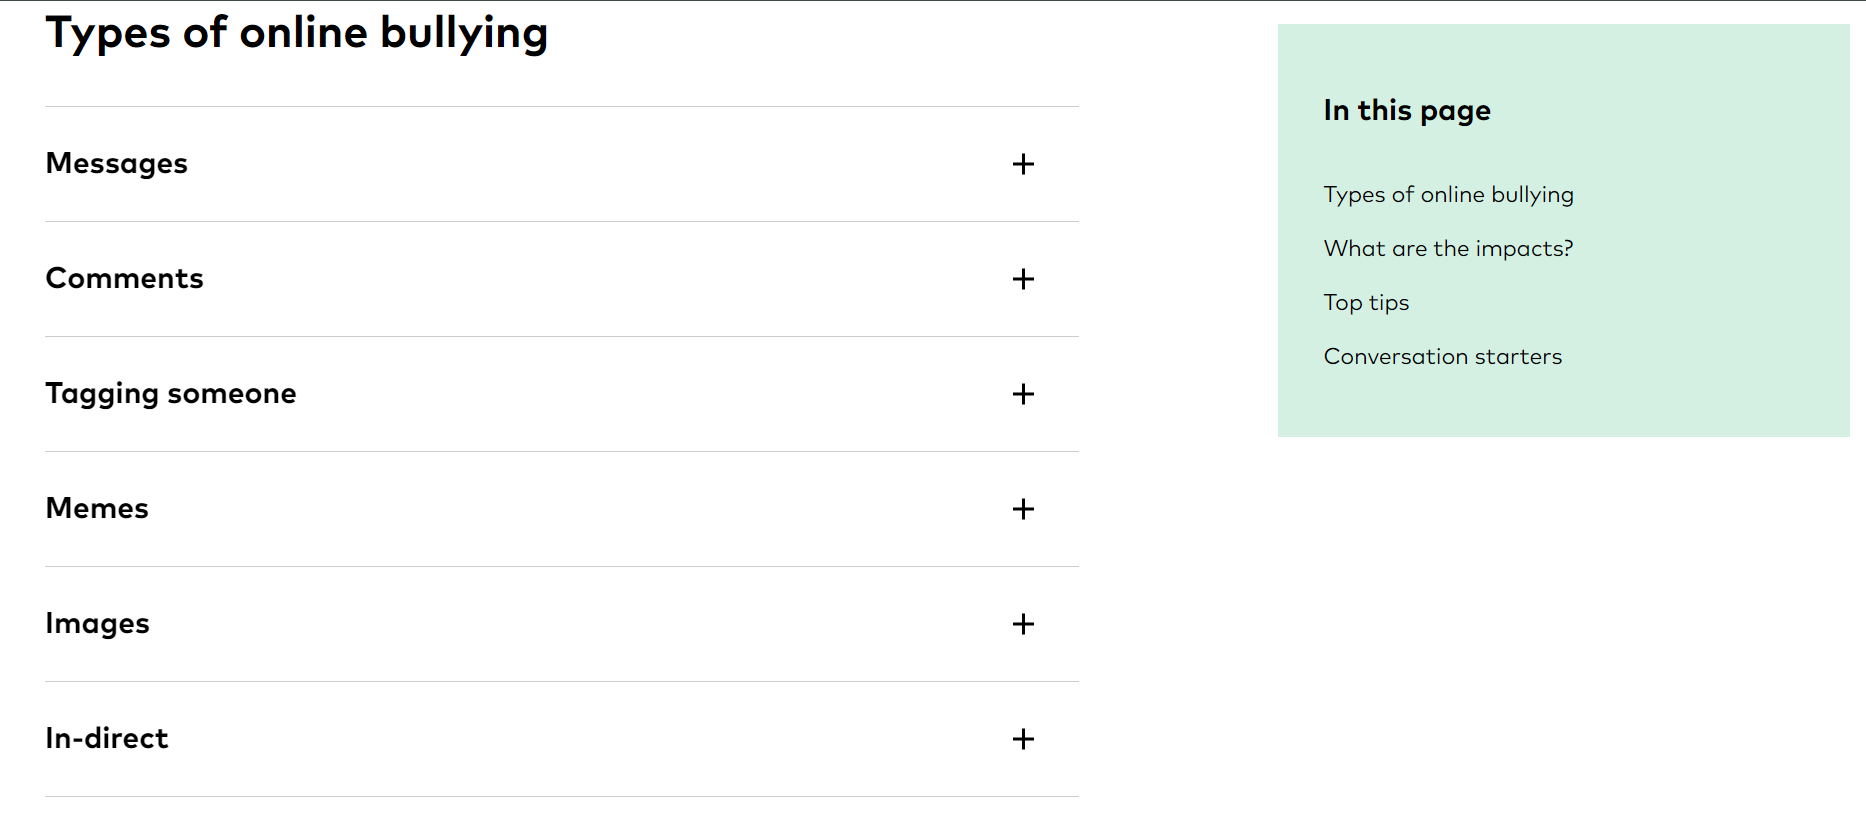 Types of online bullying
Messages
Comments
Tagging someone
Memes
Images
In-direct
In this page
Types of online bullying
What are the impacts?
Top tips
Conversation starters